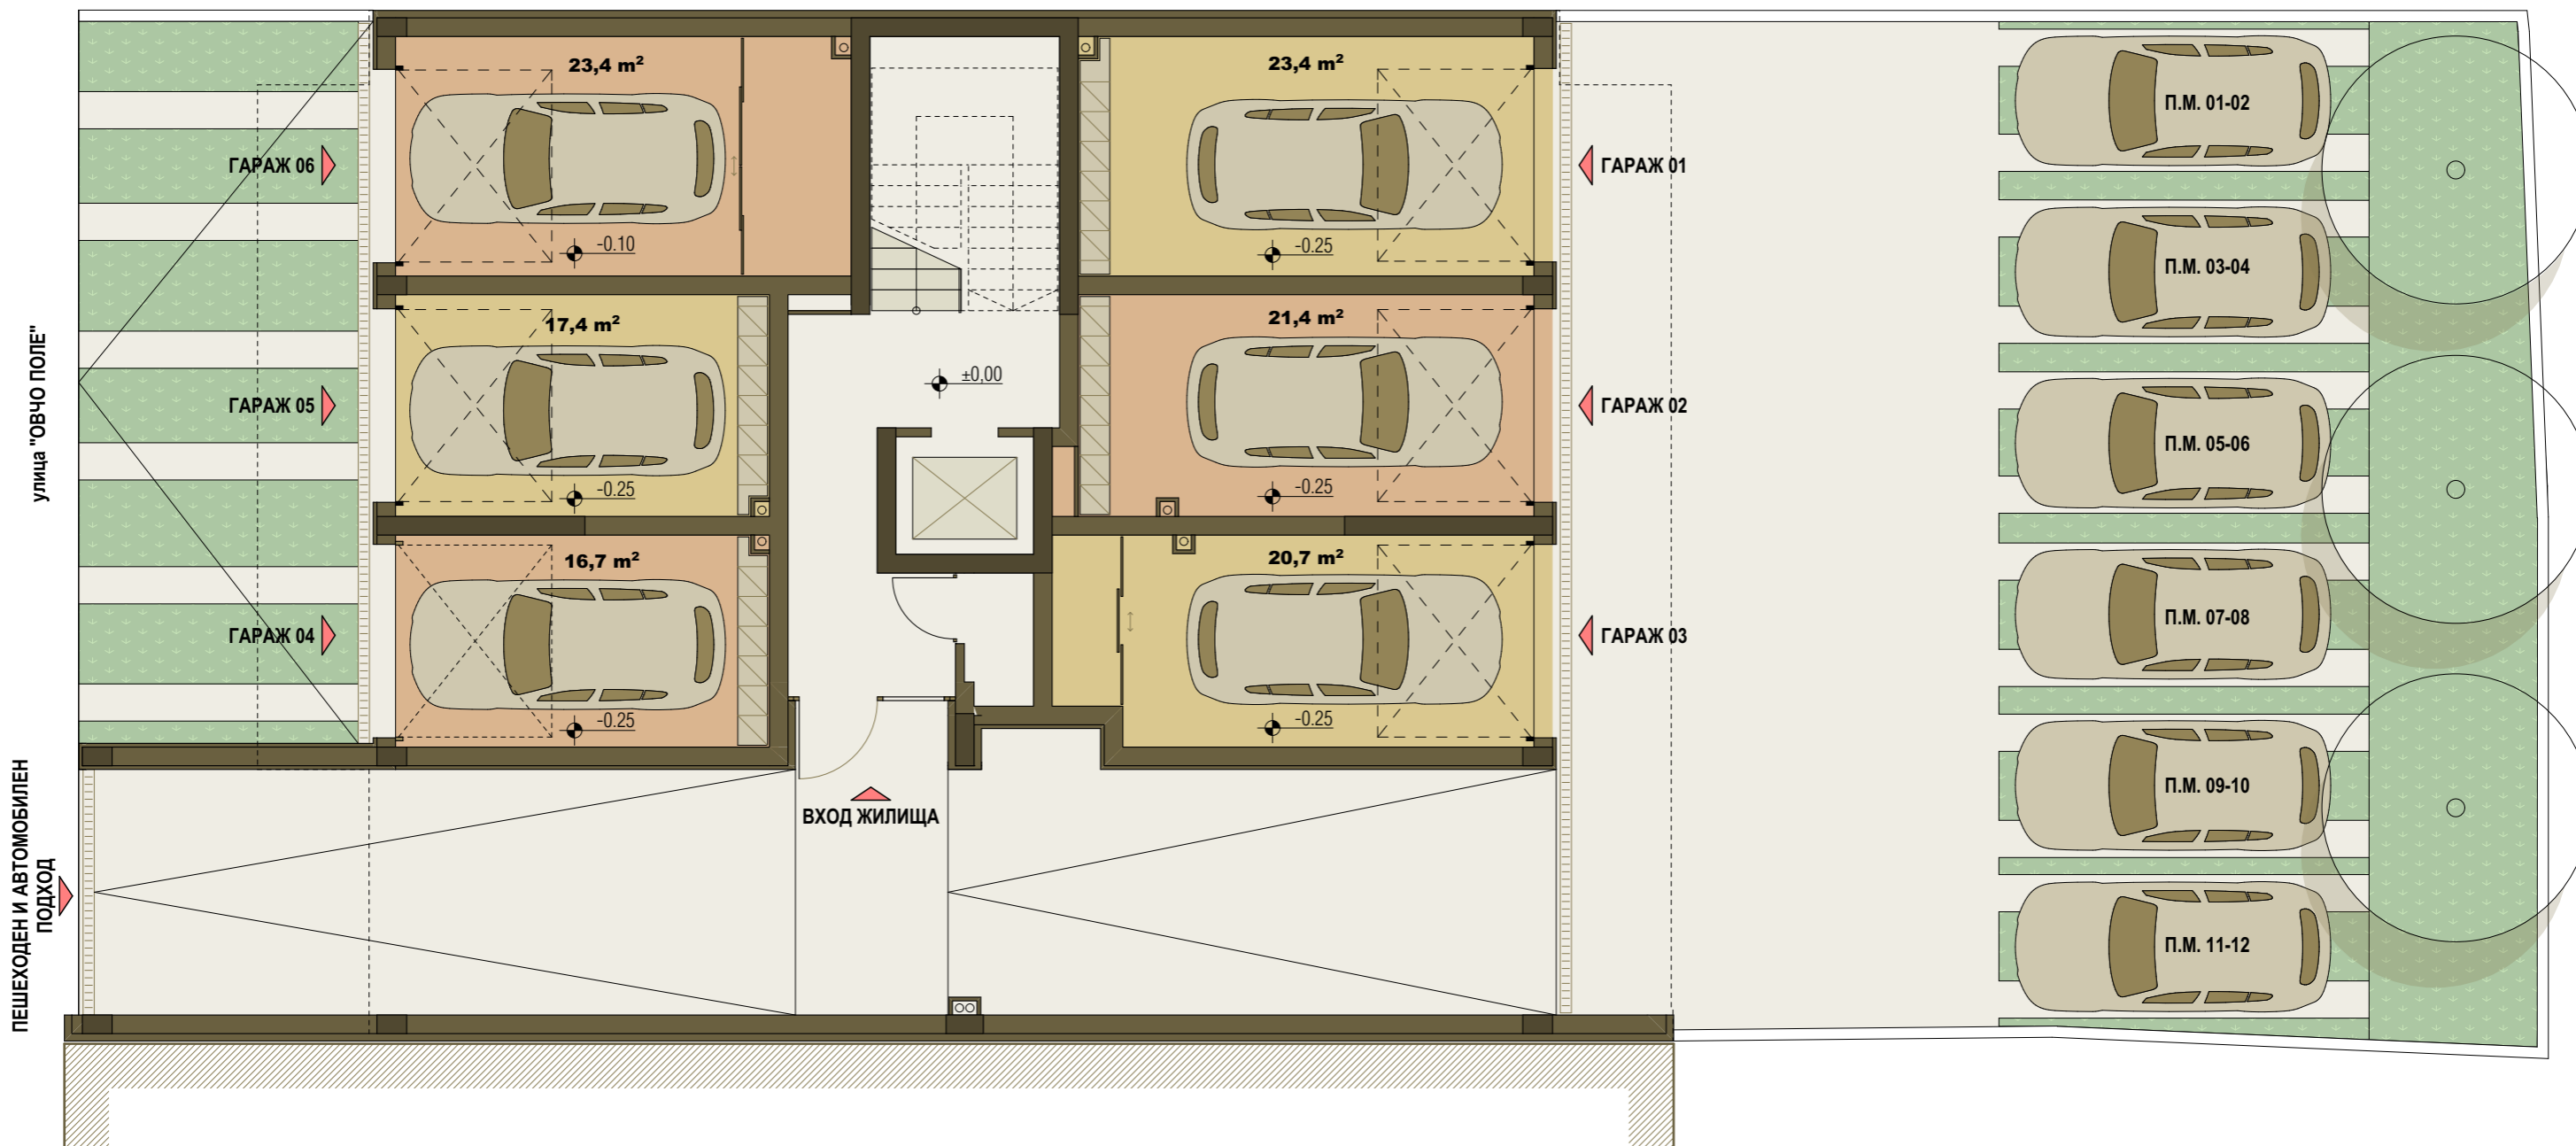 23,4 m²
23,4 m²
П.М. 01-02
ГАРАЖ 06
ГАРАЖ 01
-0.10
-0.25
П.М. 03-04
17,4 m²
21,4 m²
±0,00
улица "ОВЧО ПОЛЕ"
ГАРАЖ 05
ГАРАЖ 02
П.М. 05-06
-0.25
-0.25
16,7 m²
20,7 m²
П.М. 07-08
ГАРАЖ 04
ГАРАЖ 03
-0.25
-0.25
П.М. 09-10
ВХОД ЖИЛИЩА
ПЕШЕХОДЕН И АВТОМОБИЛЕН
ПОДХОД
П.М. 11-12